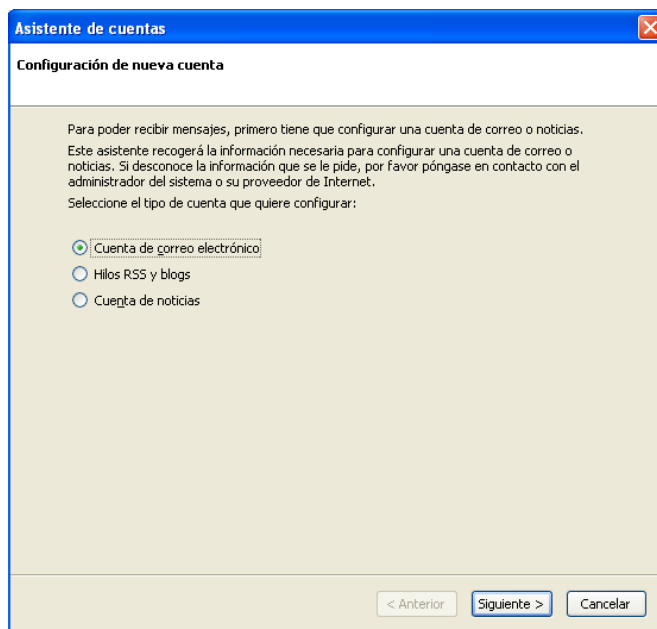 Asistente de cuentas
Configuración de nueva cuenta
Para poder recibir mensajes, primero tiene que configurar una cuenta de correo o noticias.
Este asistente recogerá la información necesaria para configurar una cuenta de correo o
noticias. Si desconoce la información que se le pide, por favor póngase en contacto con el
administrador del sistema o su proveedor de Internet.
Seleccione el tipo de cuenta que quiere configurar:
Cuenta de correo electrónico
Hilos RSS y blogs
Cuenta de noticias
< Anterior Siguiente > Cancelar